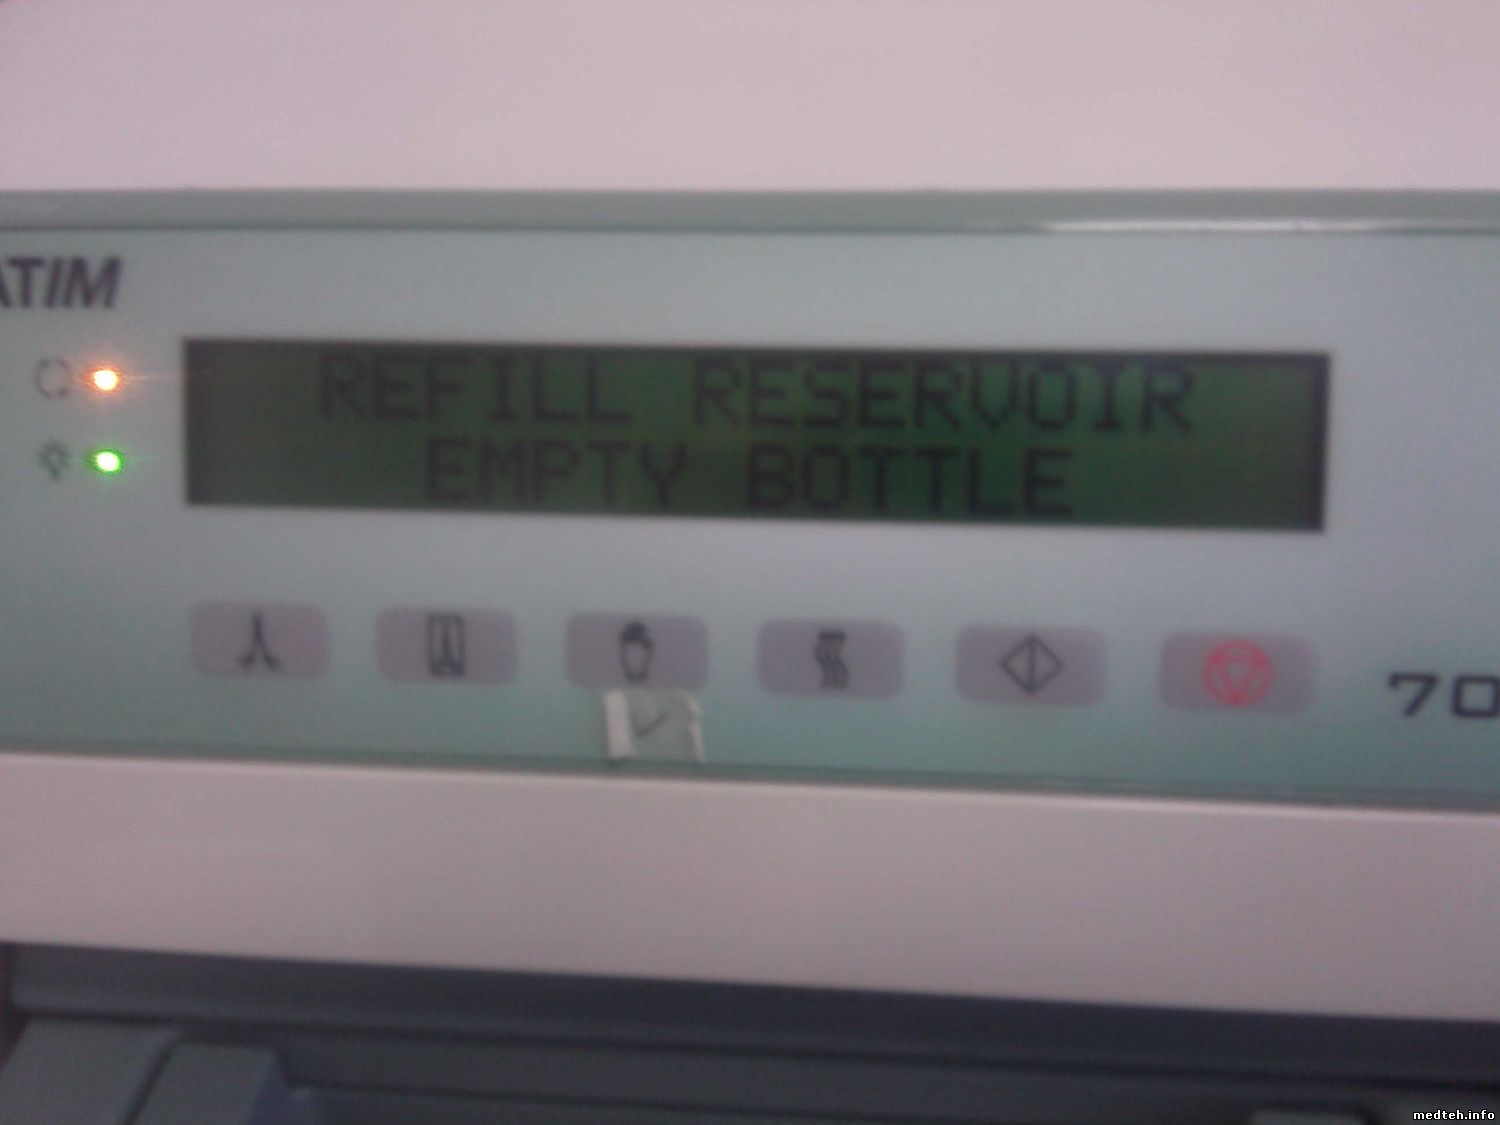 ATIM
REFILL RESERVOIR
EMPTY BOTTLE
70
medteh.info